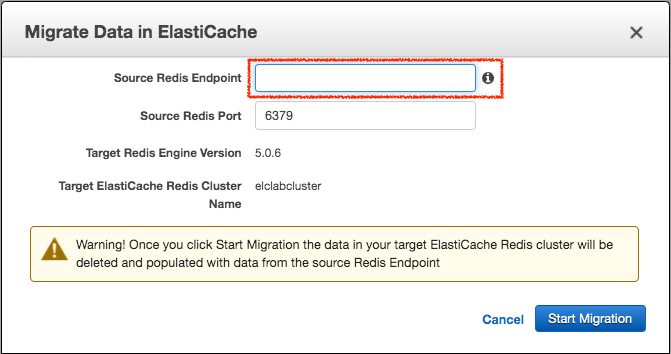 Migrate Data in ElastiCache
Source Redis Endpoint
Source Redis Port 6379
Target Redis Engine Version 5.0.6
Target ElastiCache Redis Cluster elclabcluster
Name
Warning! Once you click Start Migration the data in your target ElastiCache Redis cluster will be
deleted and populated with data from the source Redis Endpoint
Cancel Start Migration